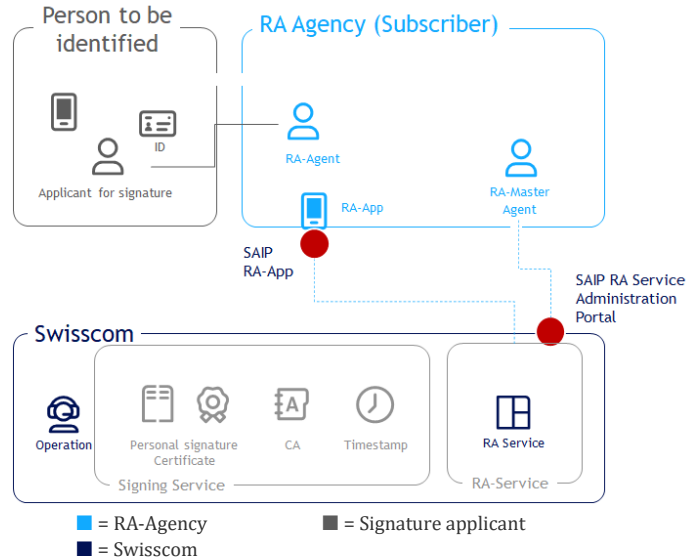 Person to be
identified
RA Agency (Subscriber)
ID
Applicant for signature
RA-Agent
RA-App
RA-Master
Agent
SAIP
RA-App
SAIP RA Service
Administration
Portal
Swisscom
Operation
Personal signature
Certificate
CA
Timestamp
RA Service
Signing Service
RA-Service
= RA-Agency
= Signature applicant
= Swisscom